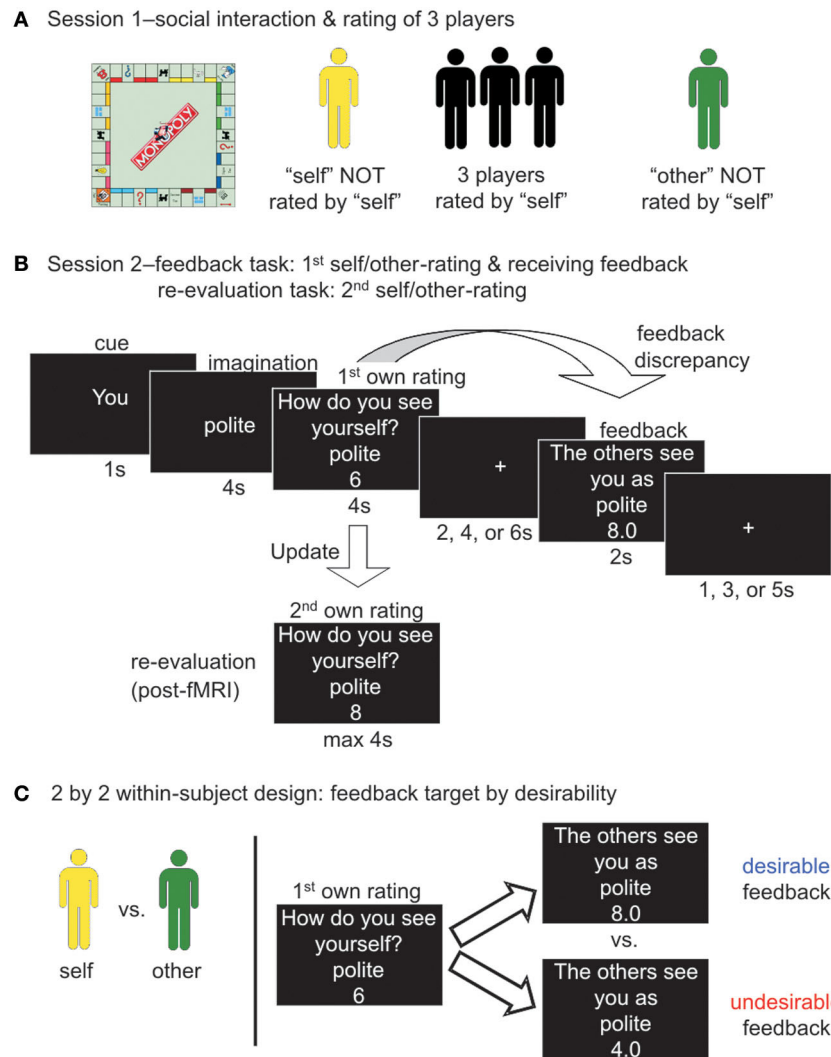 A Session 1–social interaction & rating of 3 players
MONOPOLY
"self" NOT
rated by "self"
3 players
rated by "self"
"other" NOT
rated by "self"
B Session 2–feedback task: 1st self/other-rating & receiving feedback
re-evaluation task: 2nd self/other-rating
cue
You
1s
imagination
polite
4s
1st own rating
How do you see
yourself?
polite
6
4s
feedback
discrepancy
+
2, 4, or 6s
feedback
The others see
you as
polite
8.0
2s
+
1, 3, or 5s
Update
2nd own rating
re-evaluation
(post-fMRI)
How do you see
yourself?
polite
8
max 4s
C 2 by 2 within-subject design: feedback target by desirability
self
vs.
other
1st own rating
How do you see
yourself?
polite
6
The others see
you as
polite
8.0
desirable
feedback
vs.
The others see
you as
polite
4.0
undesirable
feedback